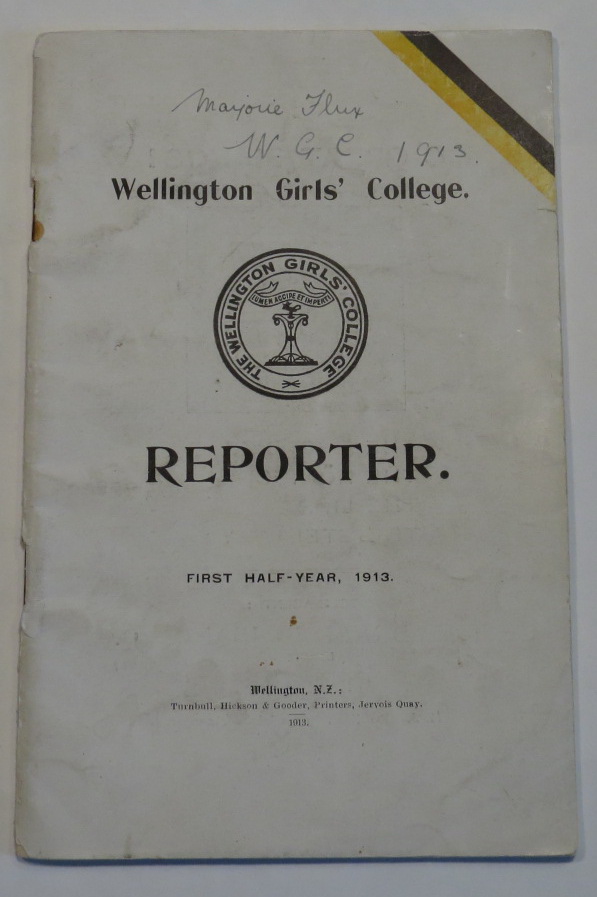 Marjorie Flux
W. G. C. 1913.
Wellington Girls' College.
THE WELLINGTON GIRLS' COLLEGE
LUMEN ACCIPE ET IMPERTI
REPORTER.
FIRST HALF-YEAR, 1913.
Wellington, N.Z.:
Turnbull, Hickson & Gooder, Printers, Jervois Quay.
1913.